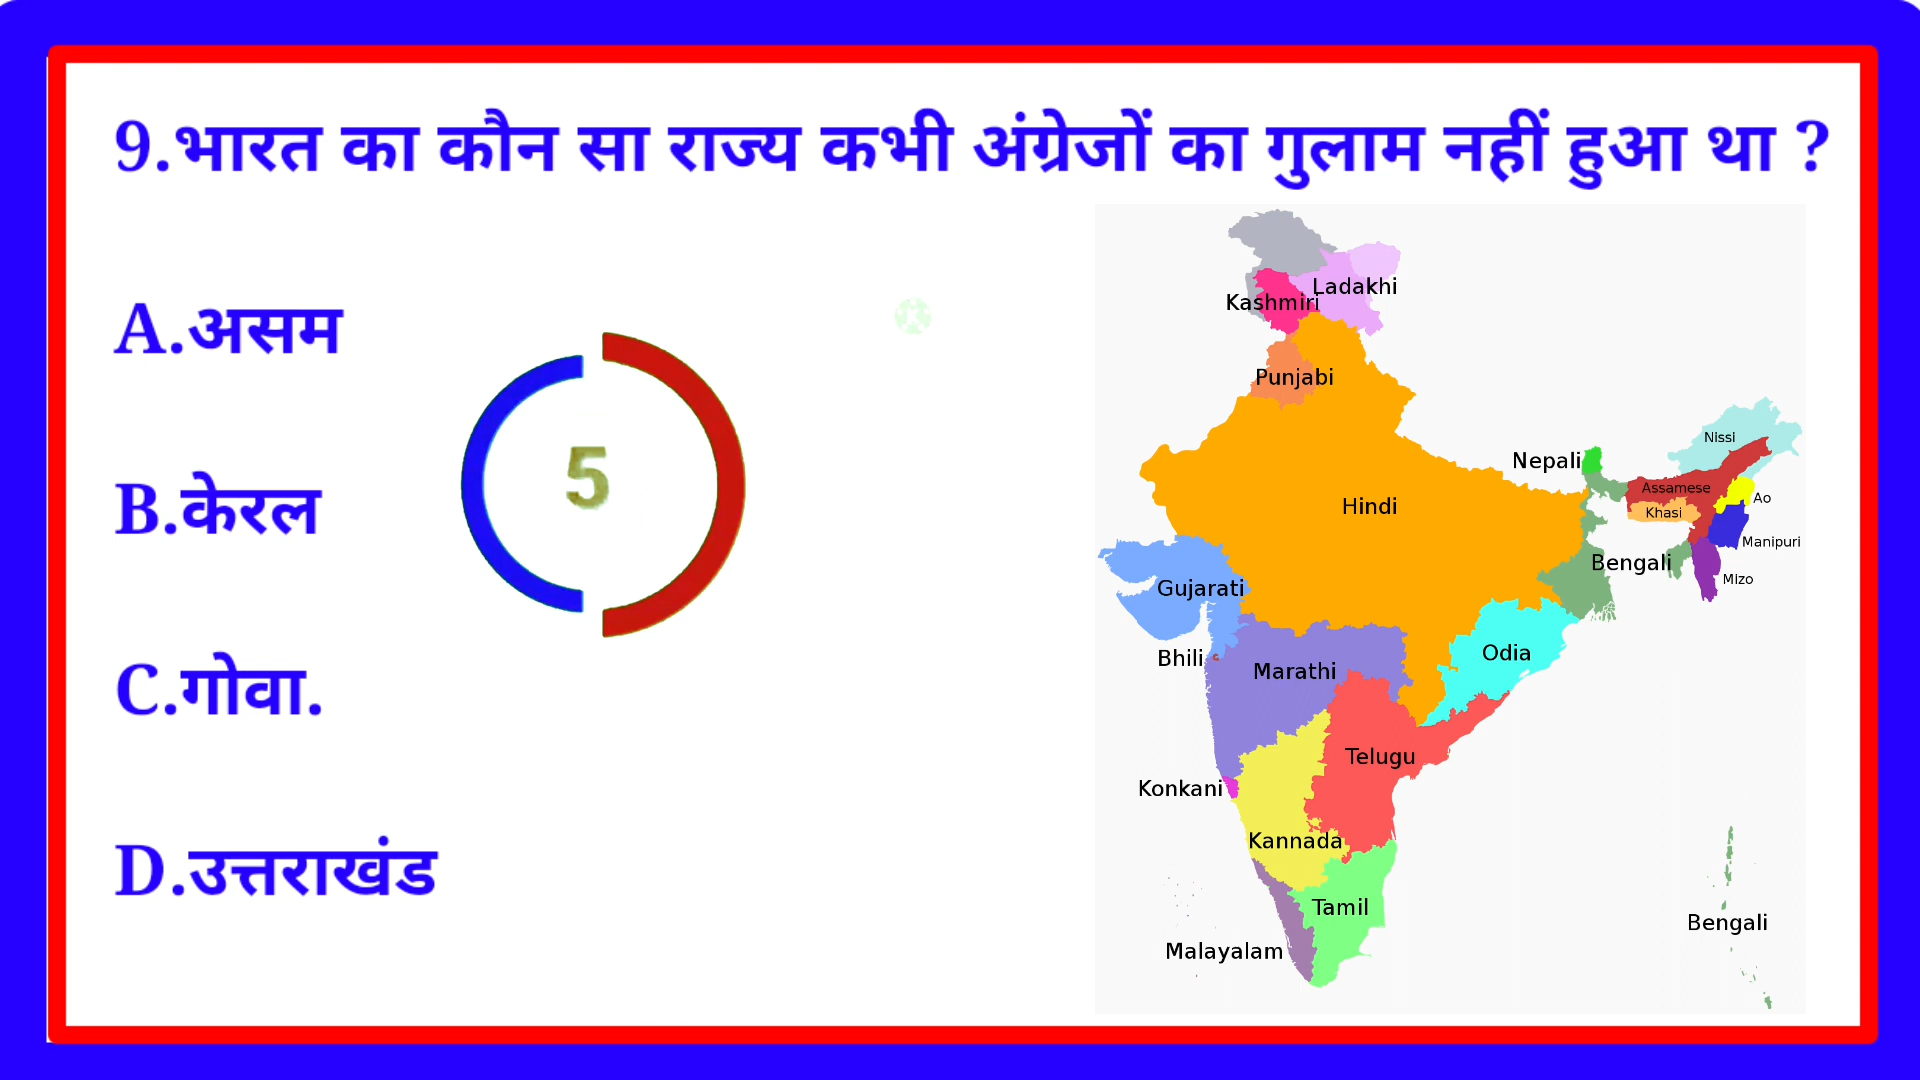 9.भारत का कौन सा राज्य कभी अंग्रेजों का गुलाम नहीं हुआ था ?
A.असम
B.केरल
C.गोवा.
D.उत्तराखंड
5
Ladakhi
Kashmiri
Punjabi
Nissi
Nepali
Assamese
Ao
Hindi
Khasi
Manipuri
Bengali
Mizo
Gujarati
Odia
Bhili
Marathi
Telugu
Konkani
Kannada
Tamil
Bengali
Malayalam